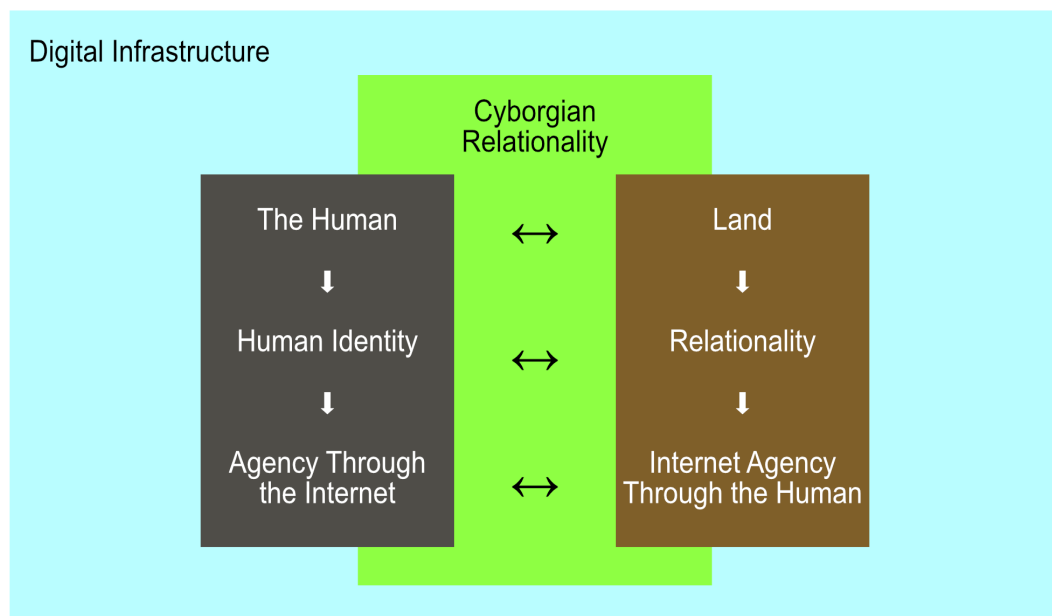 Digital Infrastructure
Cyborgian
Relationality
The Human
↔
Land
⬇
⬇
Human Identity
↔
Relationality
⬇
⬇
Agency Through
the Internet
↔
Internet Agency
Through the Human